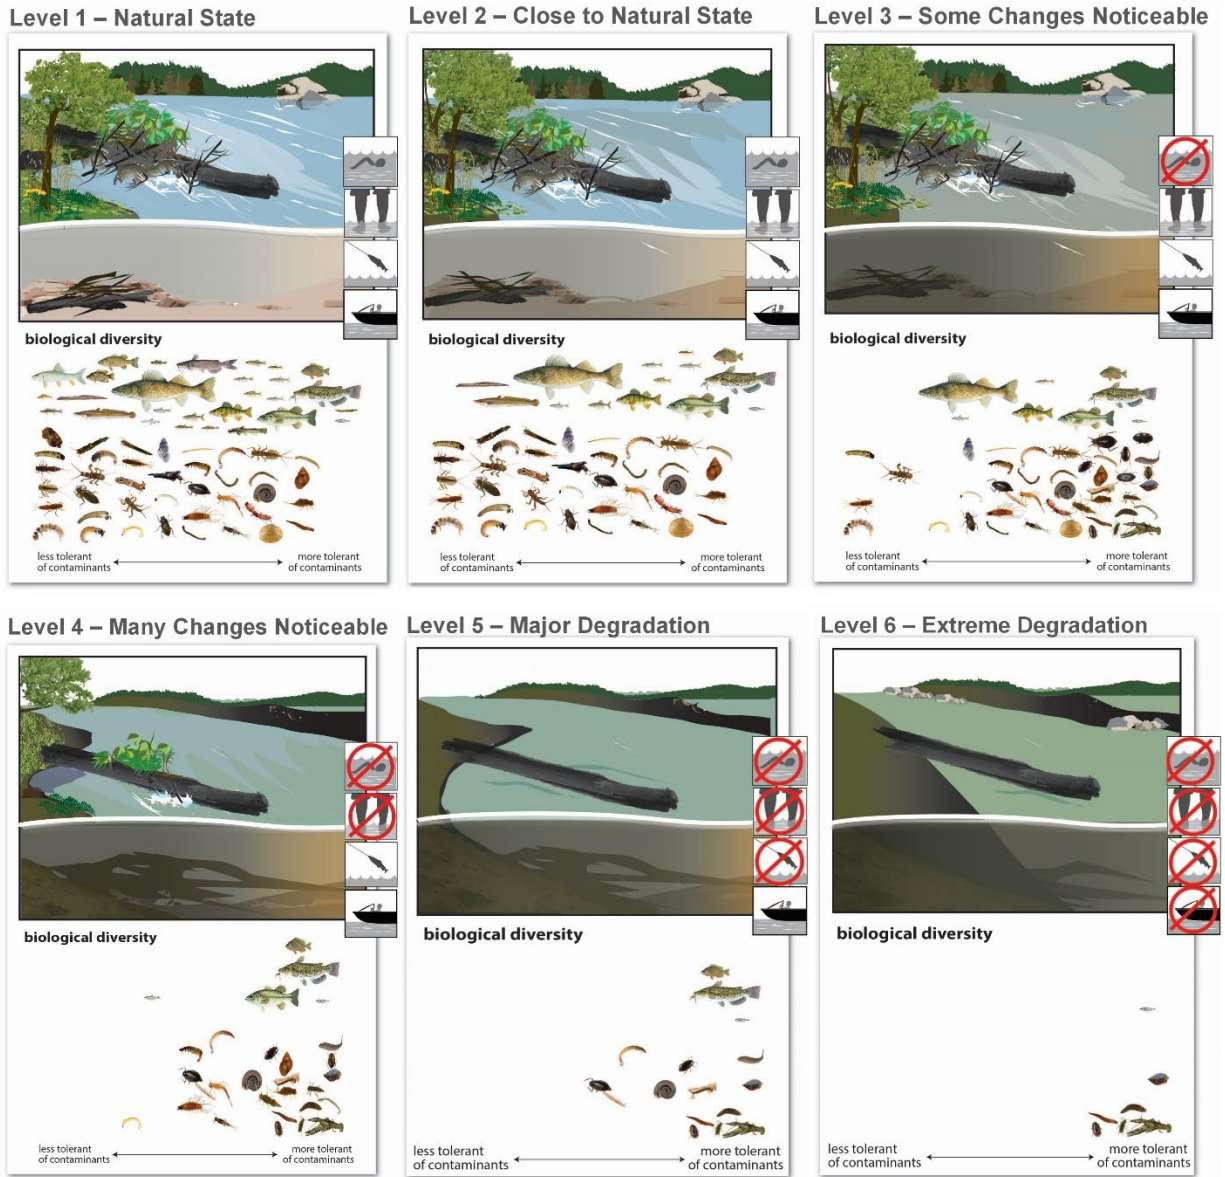 Level 1 – Natural State
Level 2 – Close to Natural State
Level 3 – Some Changes Noticeable
biological diversity
biological diversity
biological diversity
less tolerant
of contaminants
more tolerant
of contaminants
less tolerant
of contaminants
more tolerant
of contaminants
less tolerant
of contaminants
more tolerant
of contaminants
Level 4 – Many Changes Noticeable
Level 5 – Major Degradation
Level 6 – Extreme Degradation
biological diversity
biological diversity
biological diversity
less tolerant
of contaminants
more tolerant
of contaminants
less tolerant
of contaminants
more tolerant
of contaminants
less tolerant
of contaminants
more tolerant
of contaminants